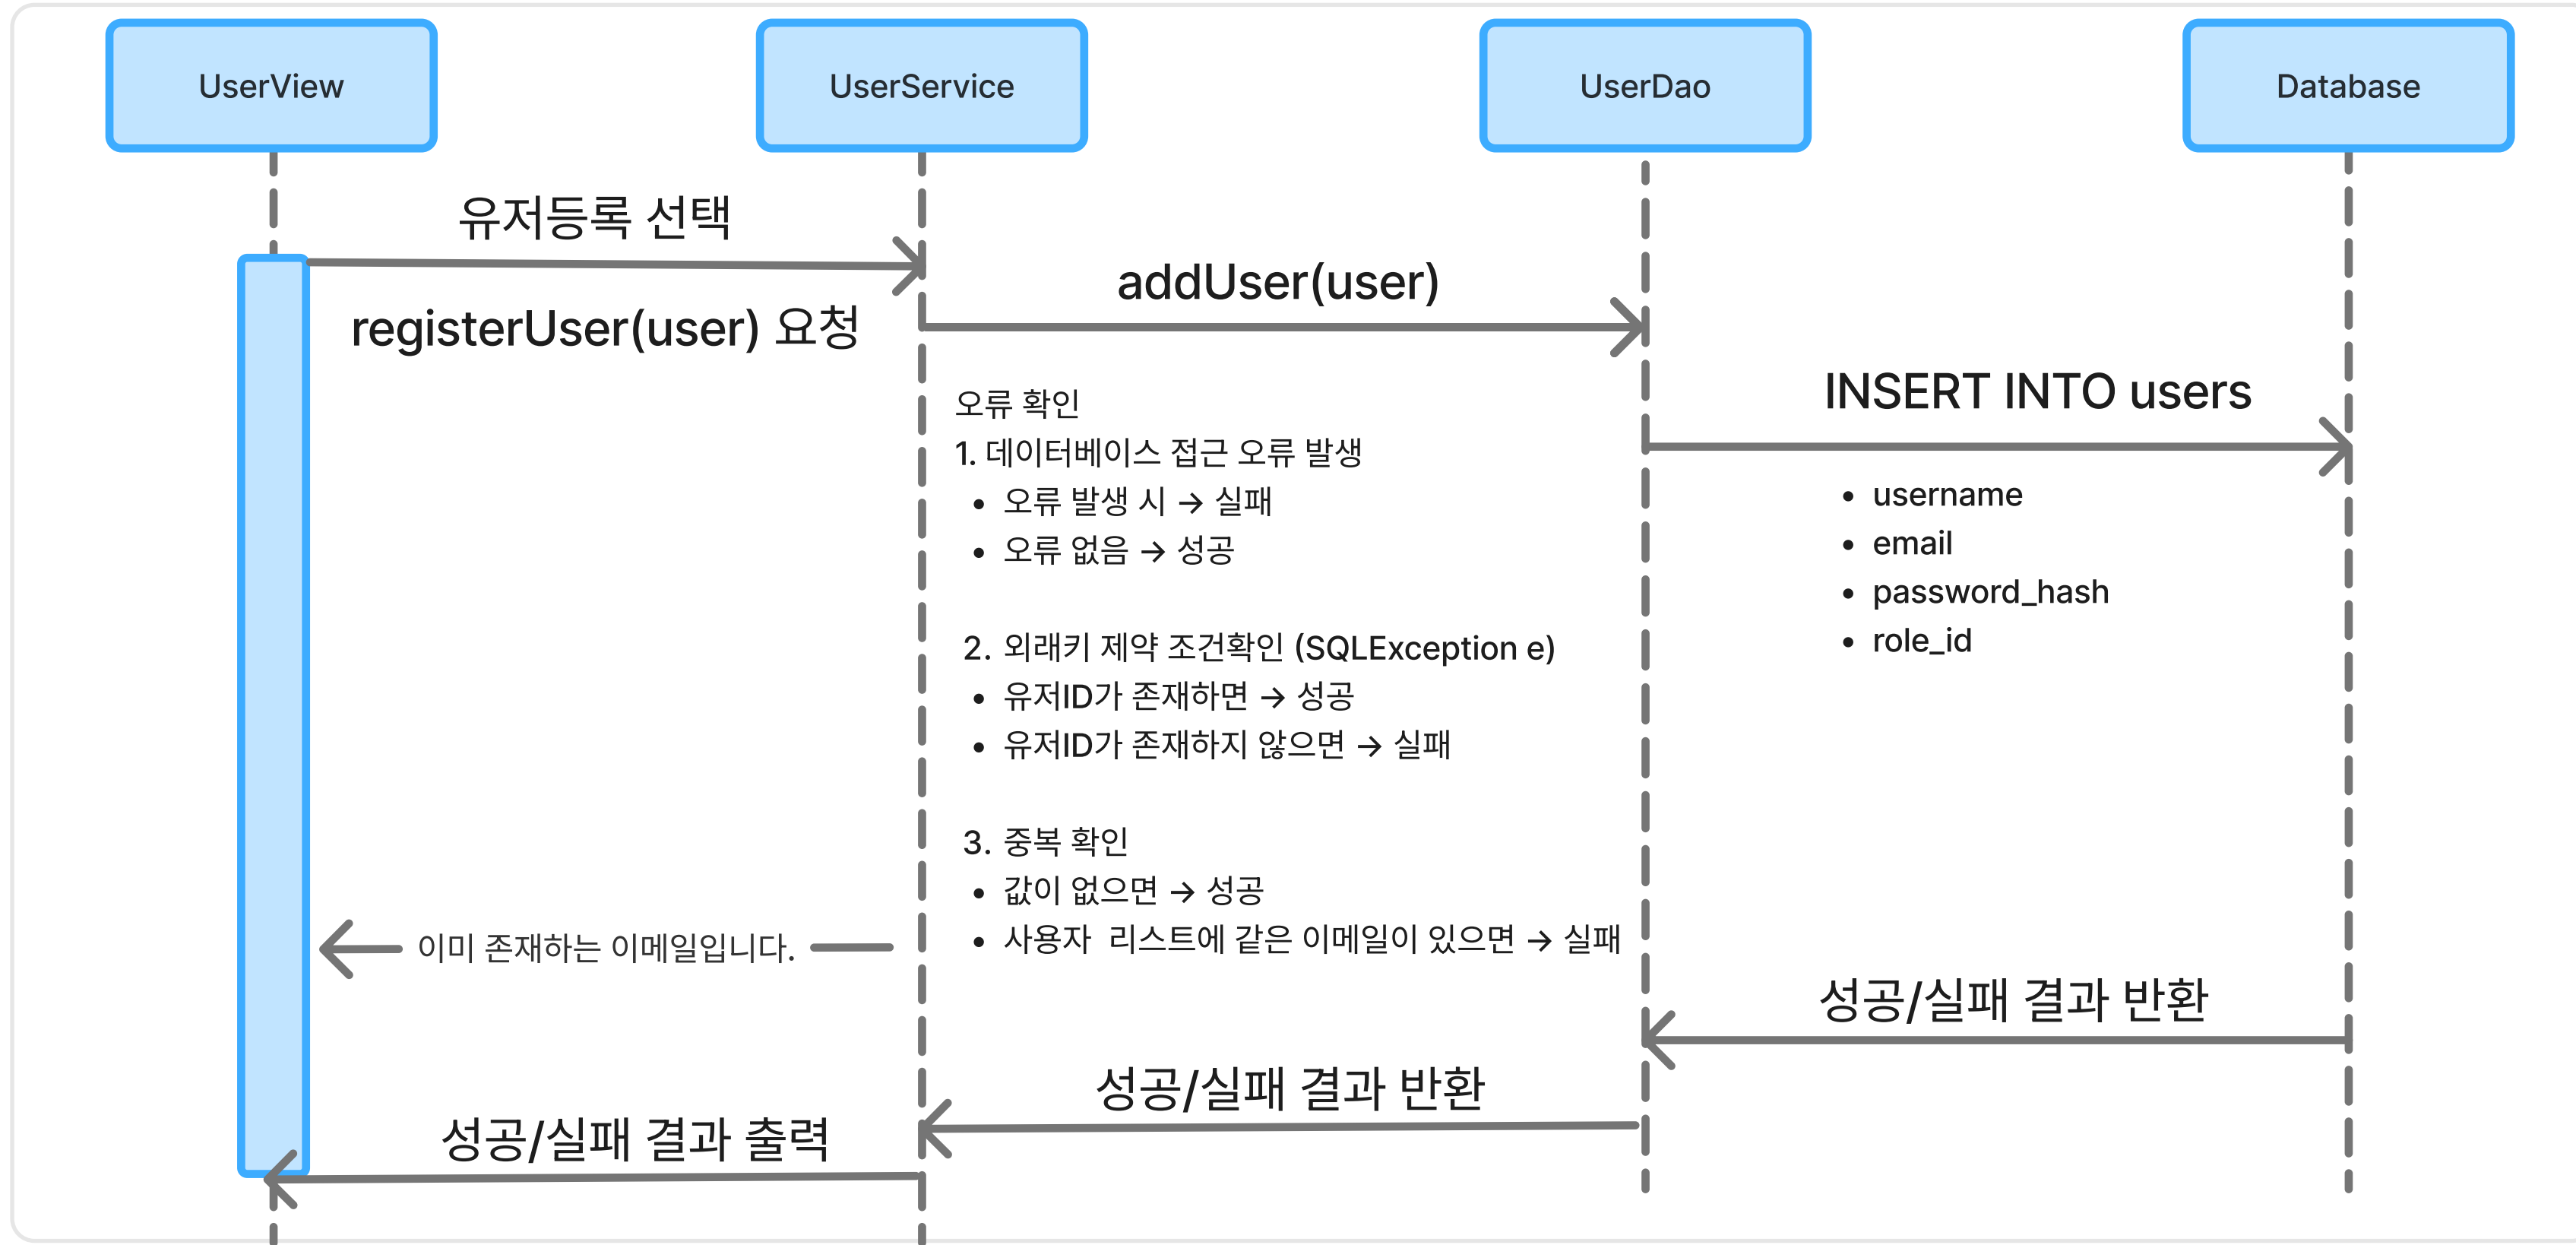 UserView
UserService
UserDao
Database
유저등록 선택
registerUser(user) 요청
addUser(user)
INSERT INTO users
• username
• email
• password_hash
• role_id
오류 확인
1. 데이터베이스 접근 오류 발생
• 오류 발생 시 → 실패
• 오류 없음 → 성공
2. 외래키 제약 조건확인 (SQLException e)
• 유저ID가 존재하면 → 성공
• 유저ID가 존재하지 않으면 → 실패
3. 중복 확인
• 값이 없으면 → 성공
• 사용자  리스트에 같은 이메일이 있으면 → 실패
이미 존재하는 이메일입니다.
성공/실패 결과 반환
성공/실패 결과 반환
성공/실패 결과 출력